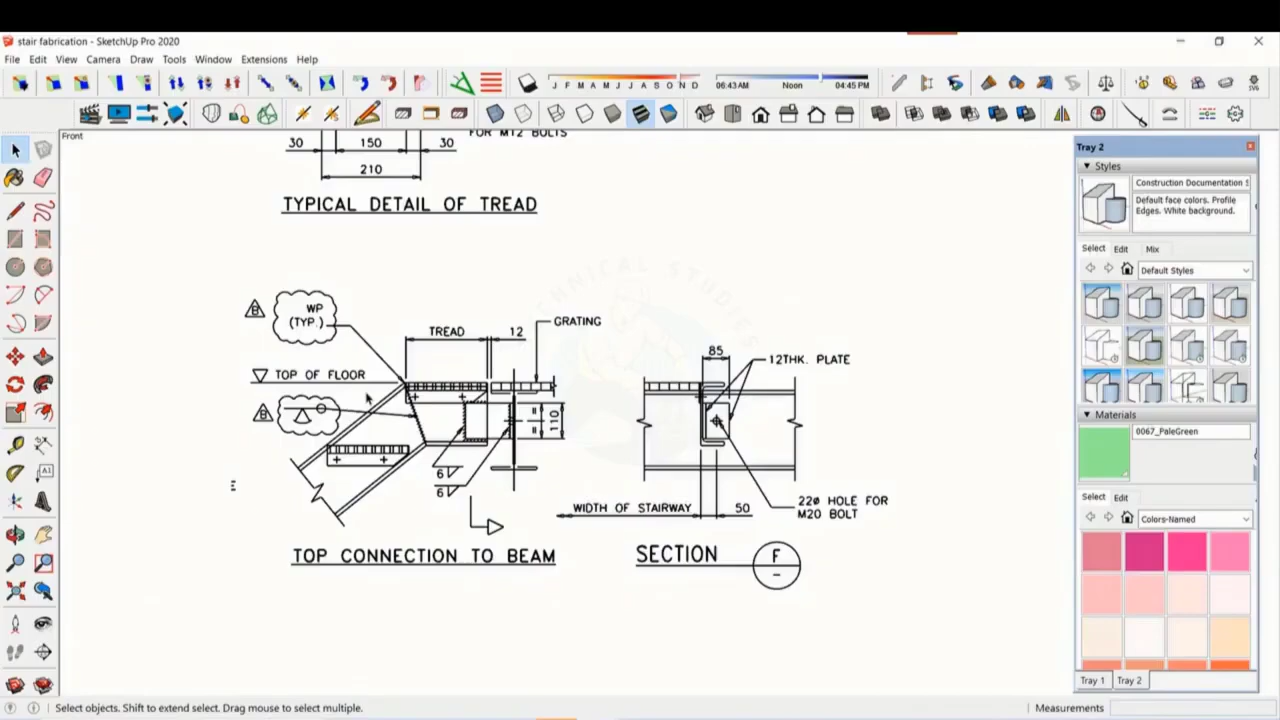 stair fabrication - SketchUp Pro 2020
File Edit View Camera Draw Tools Window Extensions Help
J F M A M J J A S O N D
06:43 AM Noon 04:45 PM
Front
Tray 2
Styles
Construction Documentation
Default face colors. Profile
Edges. White background.
Select Edit Mix
Default Styles
Materials
0067_PaleGreen
Select Edit
Colors-Named
Tray 1 Tray 2
FOR M12 BOLTS
30 150 30
210
TYPICAL DETAIL OF TREAD
B
WP
(TYP.)
TREAD 12
GRATING
TOP OF FLOOR
B
110
6
6
TOP CONNECTION TO BEAM
85
12THK. PLATE
WIDTH OF STAIRWAY 50
22ø HOLE FOR
M20 BOLT
SECTION F
TECHNICAL STUDIES
Select objects. Shift to extend select. Drag mouse to select multiple.
Measurements